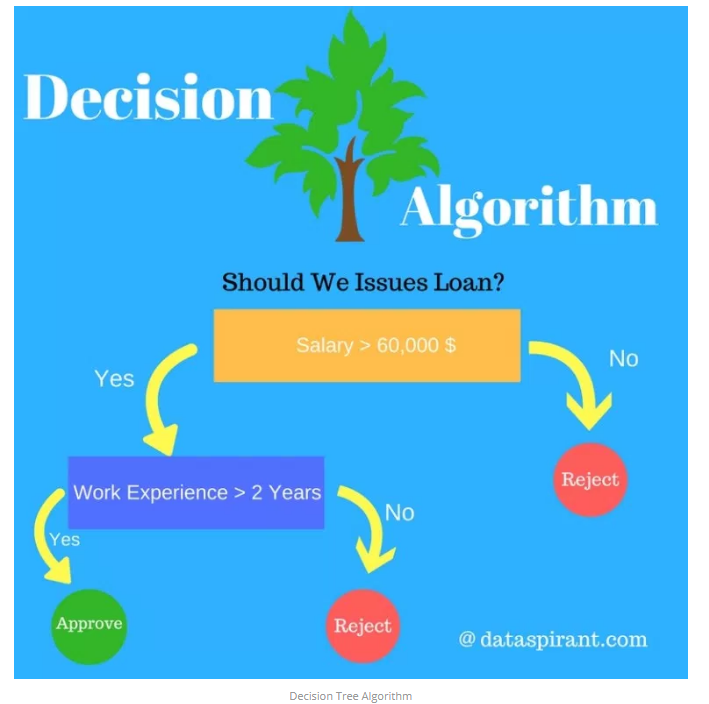 Decision
Algorithm
Should We Issues Loan?
Salary > 60,000 $
Yes
No
Reject
Work Experience > 2 Years
Yes
No
Approve
Reject
@ dataspirant.com
Decision Tree Algorithm